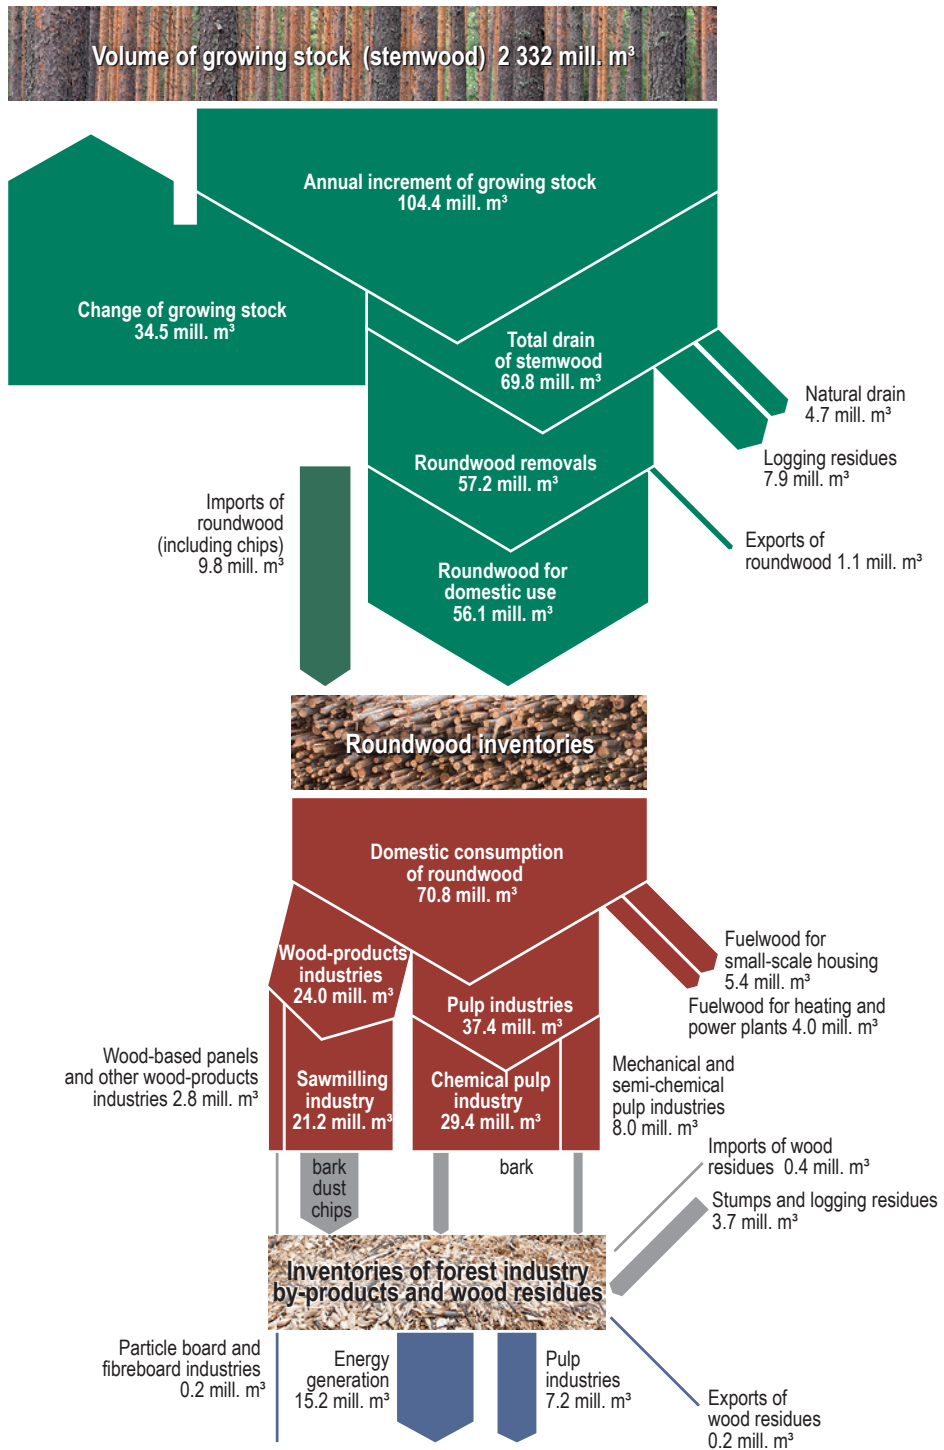 Volume of growing stock (stemwood) 2 332 mill. m³
Annual increment of growing stock
104.4 mill. m³
Change of growing stock
34.5 mill. m³
Total drain
of stemwood
69.8 mill. m³
Natural drain
4.7 mill. m³
Logging residues
7.9 mill. m³
Roundwood removals
57.2 mill. m³
Imports of
roundwood
(including chips)
9.8 mill. m³
Exports of
roundwood 1.1 mill. m³
Roundwood for
domestic use
56.1 mill. m³
Roundwood inventories
Domestic consumption
of roundwood
70.8 mill. m³
Wood-products
industries
24.0 mill. m³
Pulp industries
37.4 mill. m³
Fuelwood for
small-scale housing
5.4 mill. m³
Fuelwood for heating and
power plants 4.0 mill. m³
Wood-based panels
and other wood-products
industries 2.8 mill. m³
Sawmilling
industry
21.2 mill. m³
Chemical pulp
industry
29.4 mill. m³
Mechanical and
semi-chemical
pulp industries
8.0 mill. m³
bark
dust
chips
bark
Imports of wood
residues 0.4 mill. m³
Stumps and logging residues
3.7 mill. m³
Inventories of forest industry
by-products and wood residues
Particle board and
fibreboard industries
0.2 mill. m³
Energy
generation
15.2 mill. m³
Pulp
industries
7.2 mill. m³
Exports of
wood residues
0.2 mill. m³